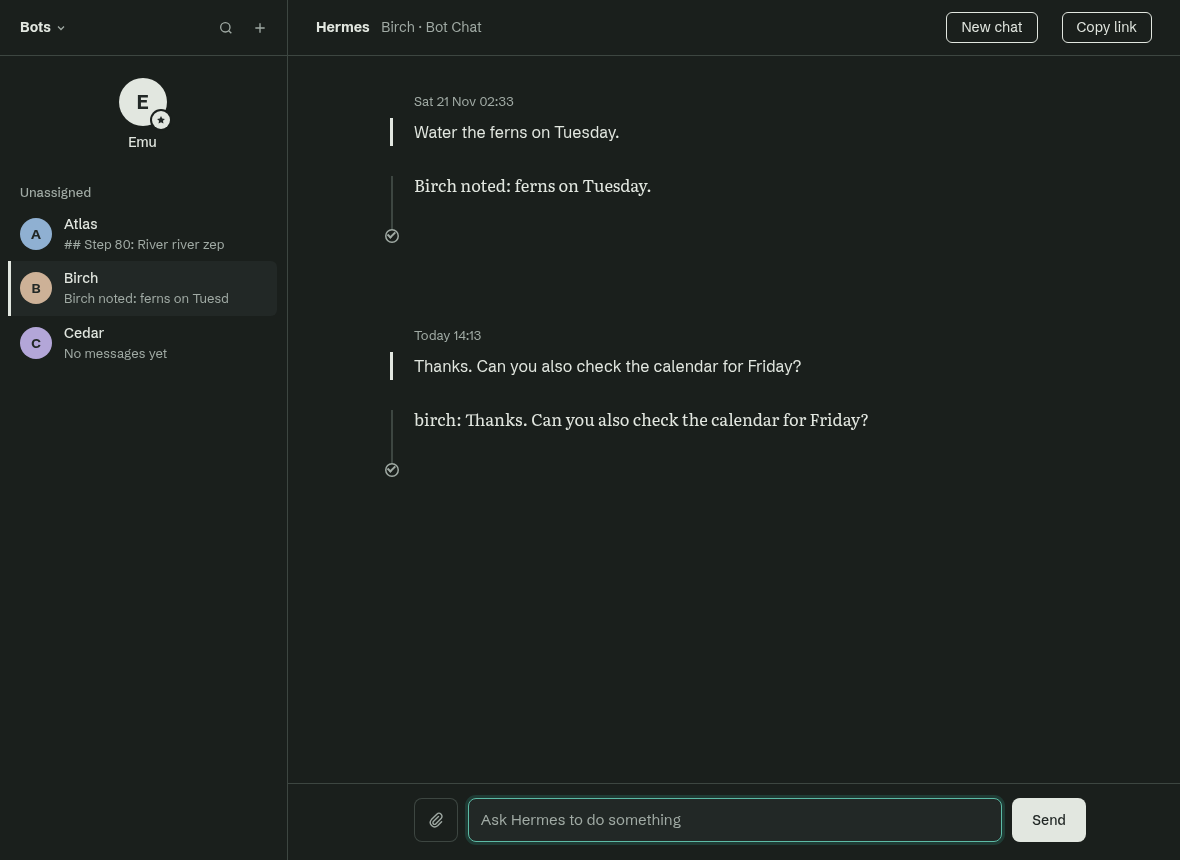 Bots
E
Emu
Unassigned
A
Atlas
## Step 80: River river zep
B
Birch
Birch noted: ferns on Tuesd
C
Cedar
No messages yet
Hermes Birch · Bot Chat
New chat
Copy link
Sat 21 Nov 02:33
Water the ferns on Tuesday.
Birch noted: ferns on Tuesday.
Today 14:13
Thanks. Can you also check the calendar for Friday?
birch: Thanks. Can you also check the calendar for Friday?
Ask Hermes to do something
Send